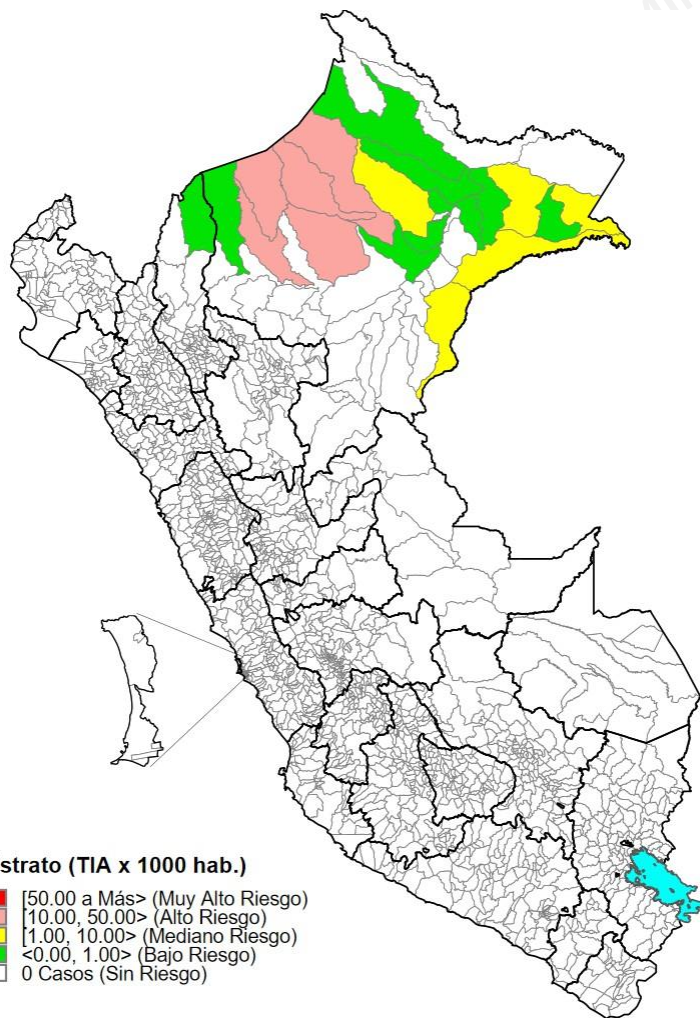 strato (TIA x 1000 hab.)
[50.00 a Más> (Muy Alto Riesgo)
[10.00, 50.00> (Alto Riesgo)
[1.00, 10.00> (Mediano Riesgo)
<0.00, 1.00> (Bajo Riesgo)
0 Casos (Sin Riesgo)